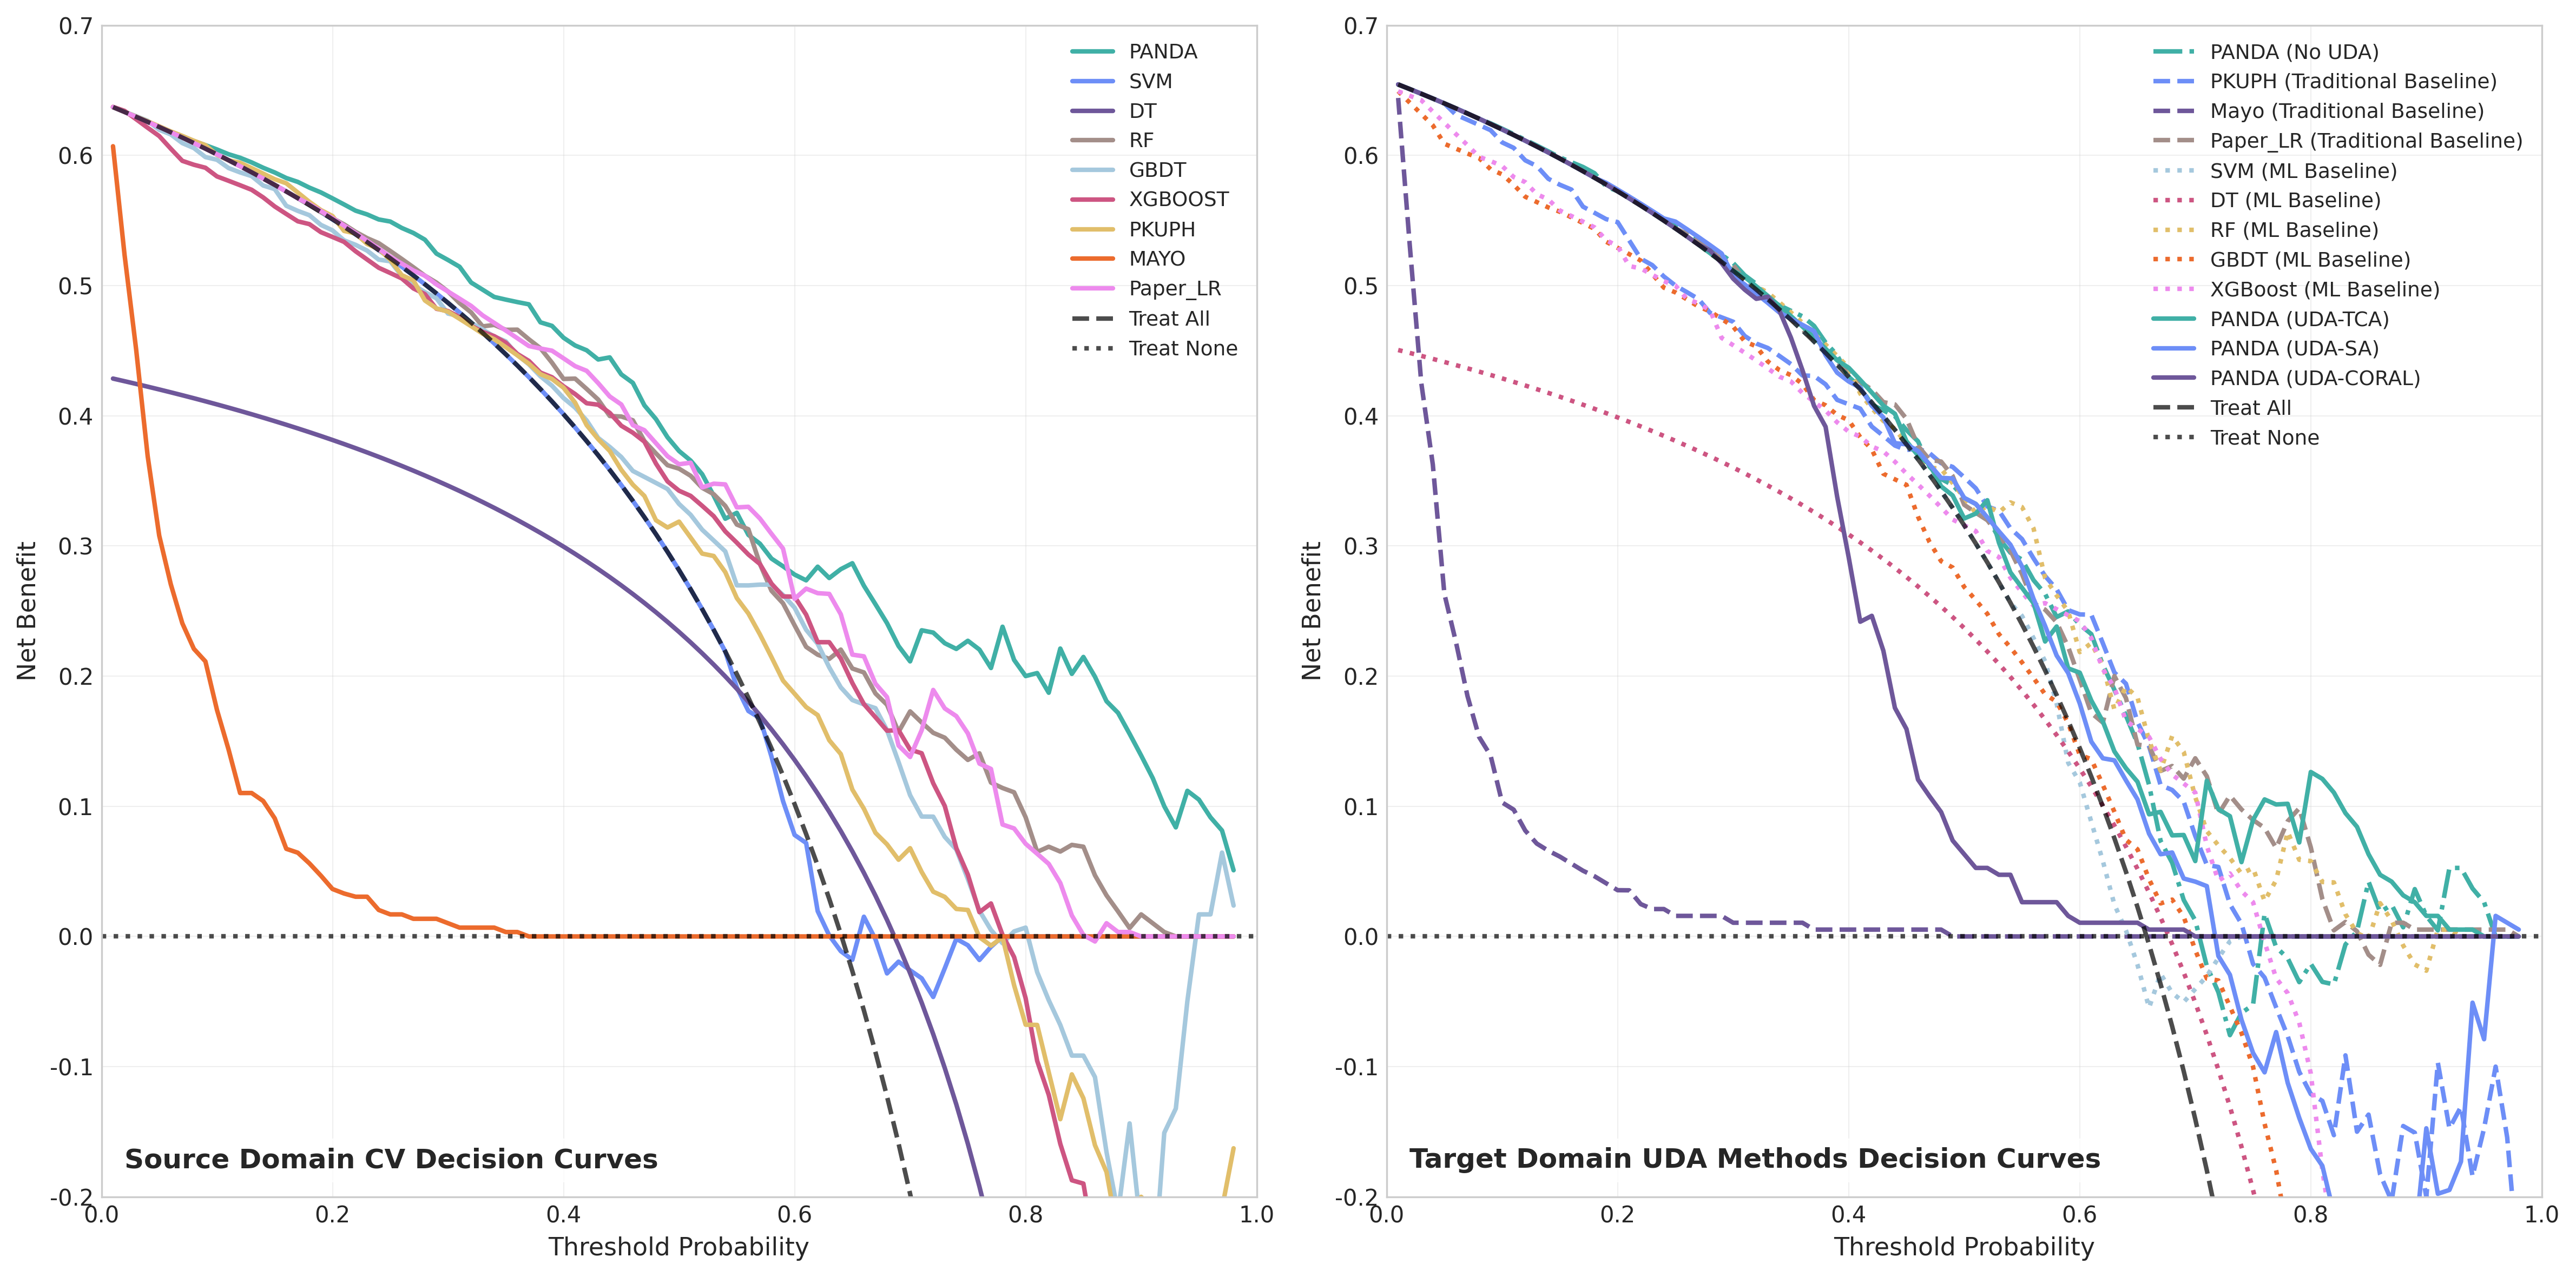 0.7
0.6
0.5
0.4
0.3
0.2
0.1
0.0
-0.1
-0.2
Net Benefit
PANDA
SVM
DT
RF
GBDT
XGBOOST
PKUPH
MAYO
Paper_LR
Treat All
Treat None
Source Domain CV Decision Curves
0.0 0.2 0.4 0.6 0.8 1.0
Threshold Probability
0.7
0.6
0.5
0.4
0.3
0.2
0.1
0.0
-0.1
-0.2
Net Benefit
PANDA (No UDA)
PKUPH (Traditional Baseline)
Mayo (Traditional Baseline)
Paper_LR (Traditional Baseline)
SVM (ML Baseline)
DT (ML Baseline)
RF (ML Baseline)
GBDT (ML Baseline)
XGBoost (ML Baseline)
PANDA (UDA-TCA)
PANDA (UDA-SA)
PANDA (UDA-CORAL)
Treat All
Treat None
Target Domain UDA Methods Decision Curves
0.0 0.2 0.4 0.6 0.8 1.0
Threshold Probability